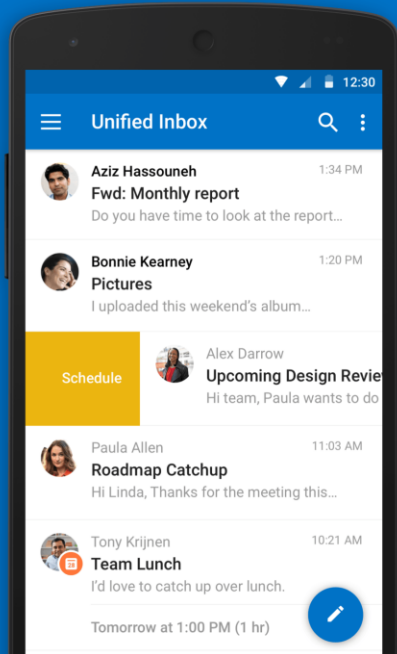 12:30
Unified Inbox
Aziz Hassouneh 1:34 PM
Fwd: Monthly report
Do you have time to look at the report...
Bonnie Kearney 1:20 PM
Pictures
I uploaded this weekend's album...
Schedule
Alex Darrow
Upcoming Design Revie
Hi team, Paula wants to do
Paula Allen 11:03 AM
Roadmap Catchup
Hi Linda, Thanks for the meeting this...
Tony Krijnen 10:21 AM
Team Lunch
I'd love to catch up over lunch.
Tomorrow at 1:00 PM (1 hr)